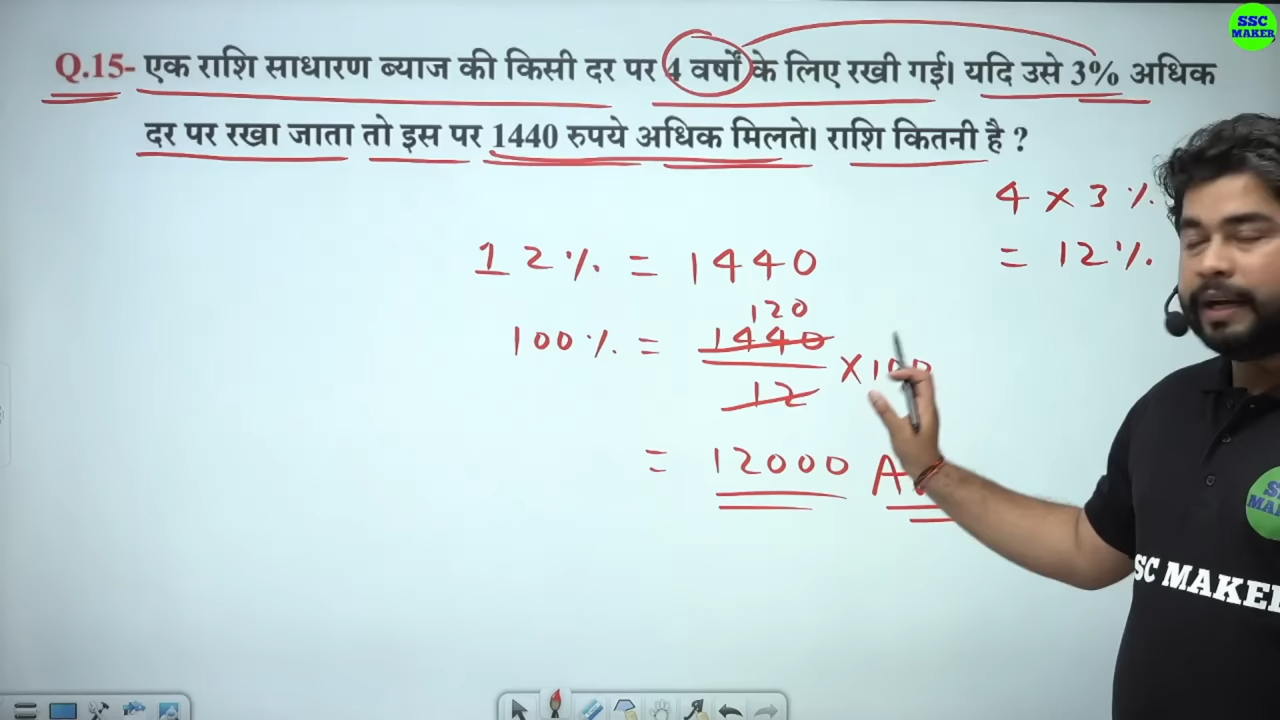 SSC
MAKER
Q.15- एक राशि साधारण ब्याज की किसी दर पर 4 वर्षों के लिए रखी गई। यदि उसे 3% अधिक
दर पर रखा जाता तो इस पर 1440 रुपये अधिक मिलते। राशि कितनी है ?
4 × 3 %
= 12%
12% = 1440
120
100% = 1440
× 100
12
= 12000
SC MAKER